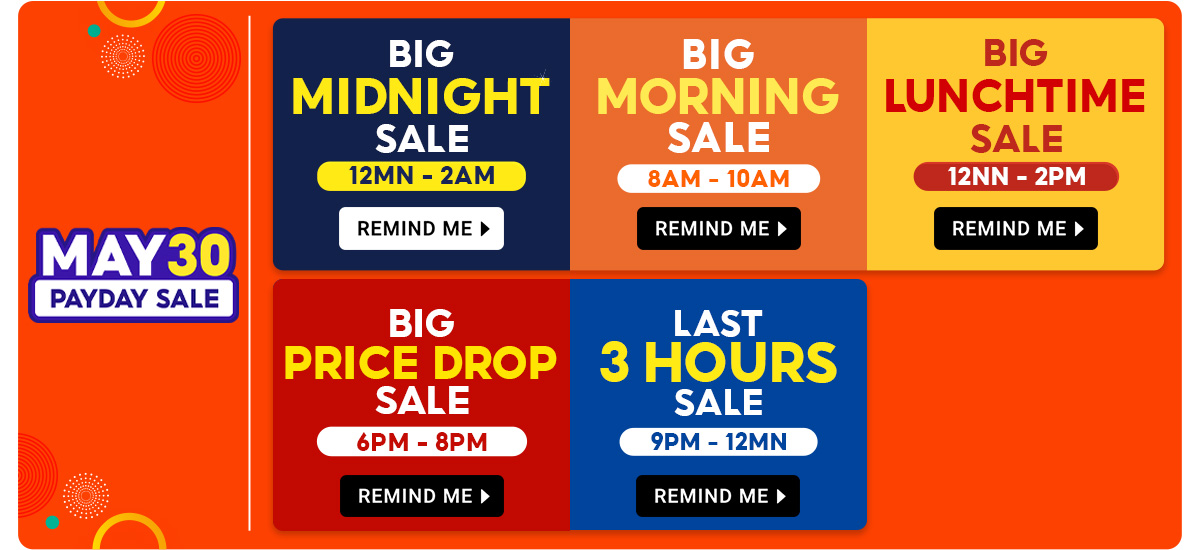 MAY30
PAYDAY SALE
BIG
MIDNIGHT
SALE
12MN - 2AM
REMIND ME
BIG
MORNING
SALE
8AM - 10AM
REMIND ME
BIG
LUNCHTIME
SALE
12NN - 2PM
REMIND ME
BIG
PRICE DROP
SALE
6PM - 8PM
REMIND ME
LAST
3 HOURS
SALE
9PM - 12MN
REMIND ME